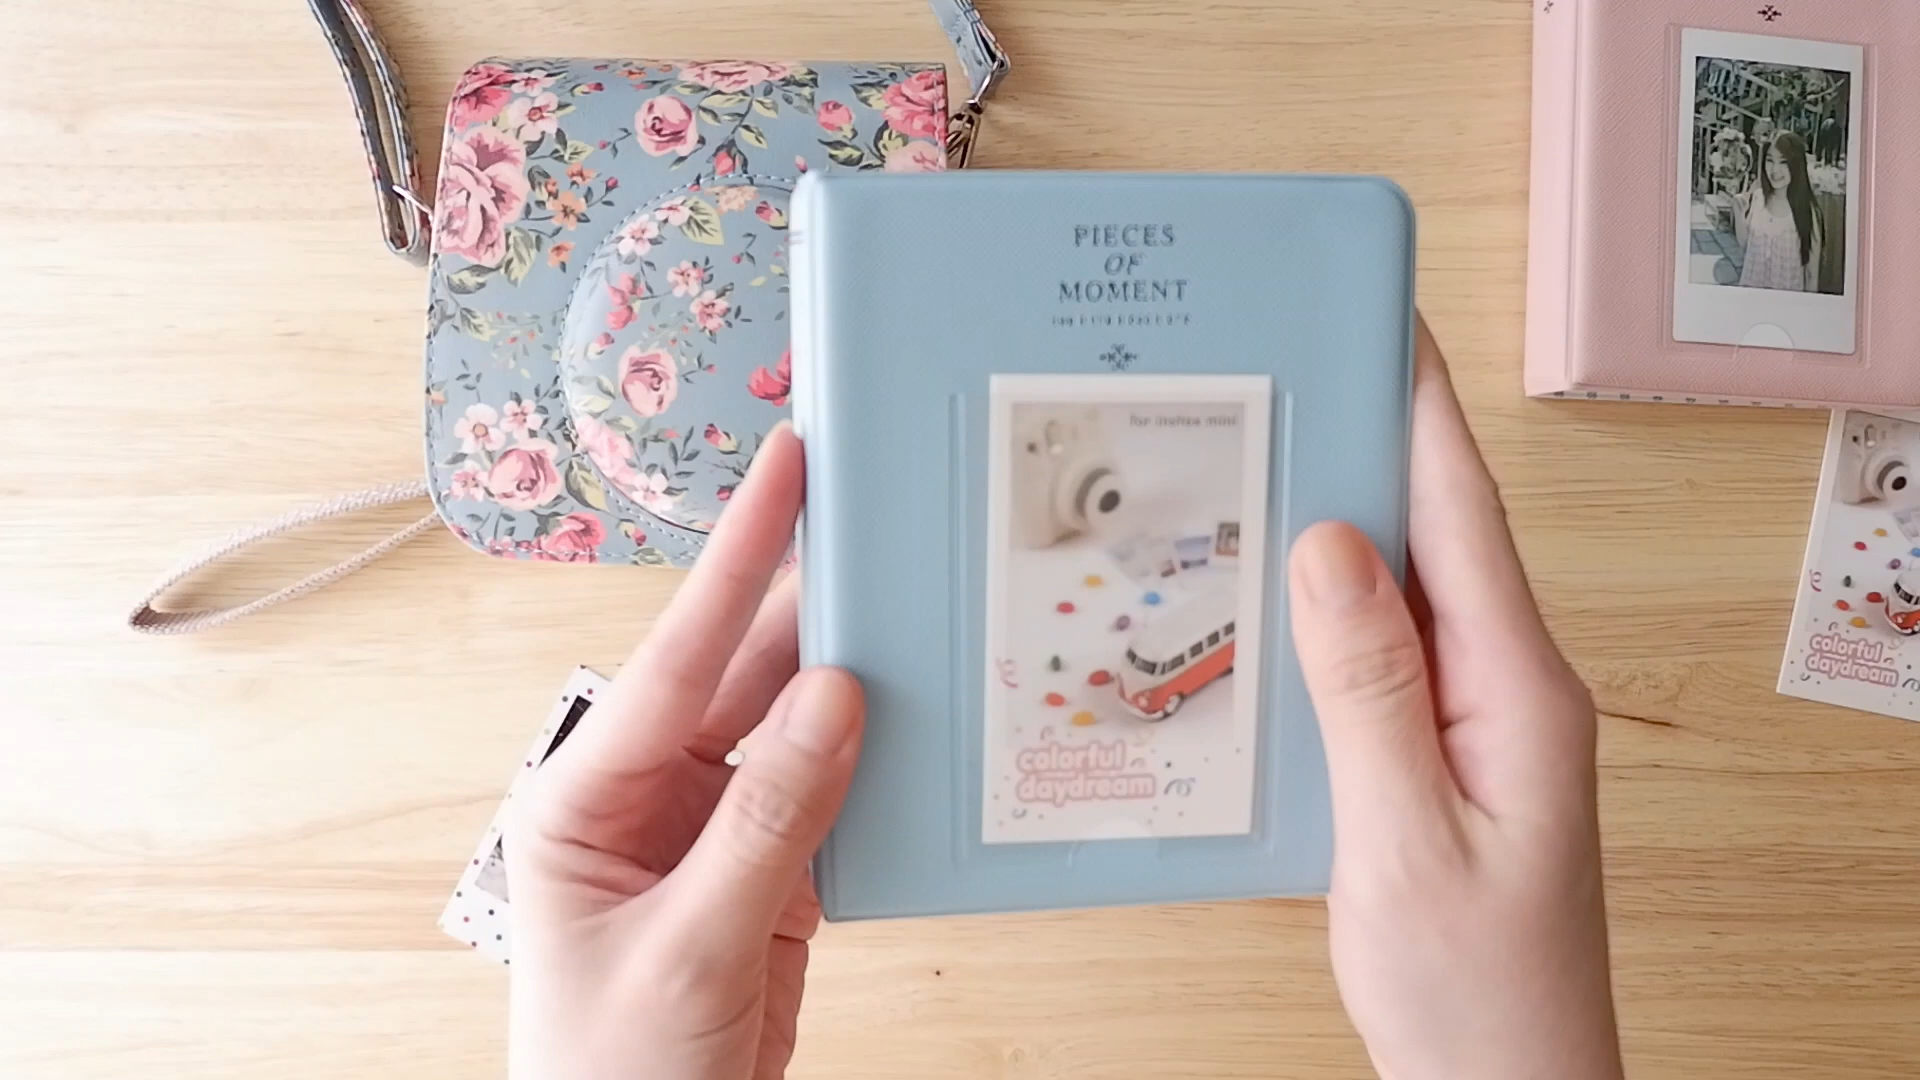 PIECES
OF
MOMENT
for instax mini
colorful
daydream
colorful
daydream